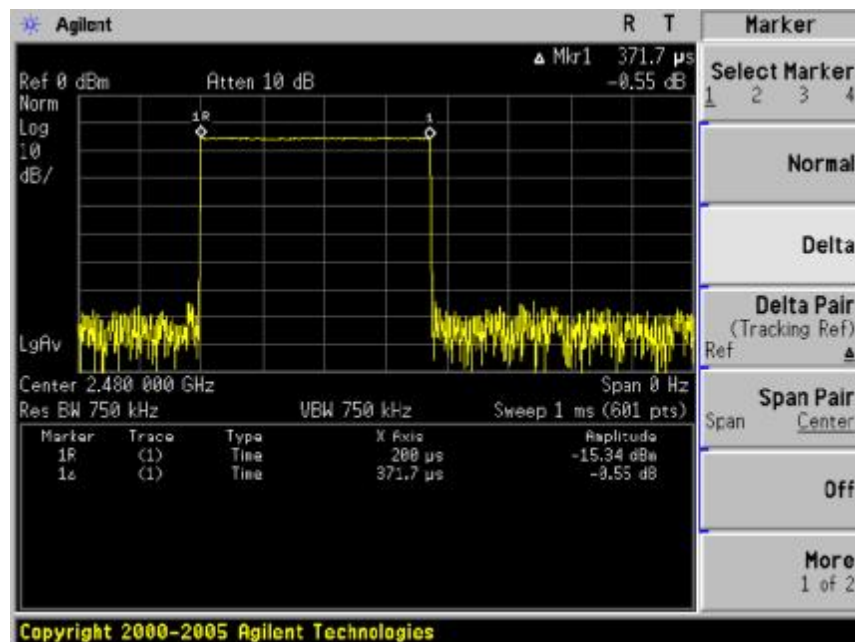 Agilent R T
Δ Mkr1 371.7 µs
Ref 0 dBm Atten 10 dB -0.55 dB
Norm
Log
10
dB/
1R 1
LgAv
Center 2.480 000 GHz Span 0 Hz
Res BW 750 kHz VBW 750 kHz Sweep 1 ms (601 pts)
Marker Trace Type X Axis Amplitude
1R (1) Time 200 µs -15.34 dBm
1Δ (1) Time 371.7 µs -0.55 dB
Marker
Select Marker
1 2 3 4
Normal
Delta
Delta Pair
(Tracking Ref)
Ref Δ
Span Pair
Span Center
Off
More
1 of 2
Copyright 2000-2005 Agilent Technologies